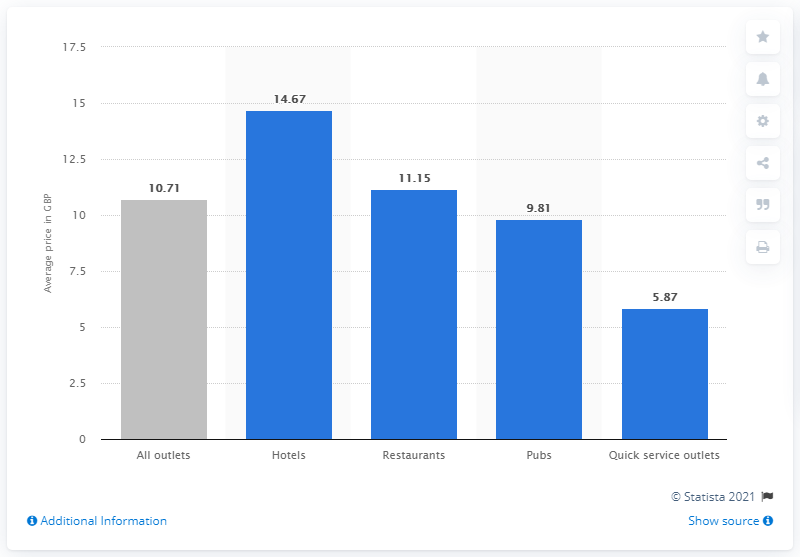 17.5
15
12.5
10
7.5
5
2.5
0
Average price in GBP
10.71
14.67
11.15
9.81
5.87
All outlets
Hotels
Restaurants
Pubs
Quick service outlets
© Statista 2021
Additional Information
Show source